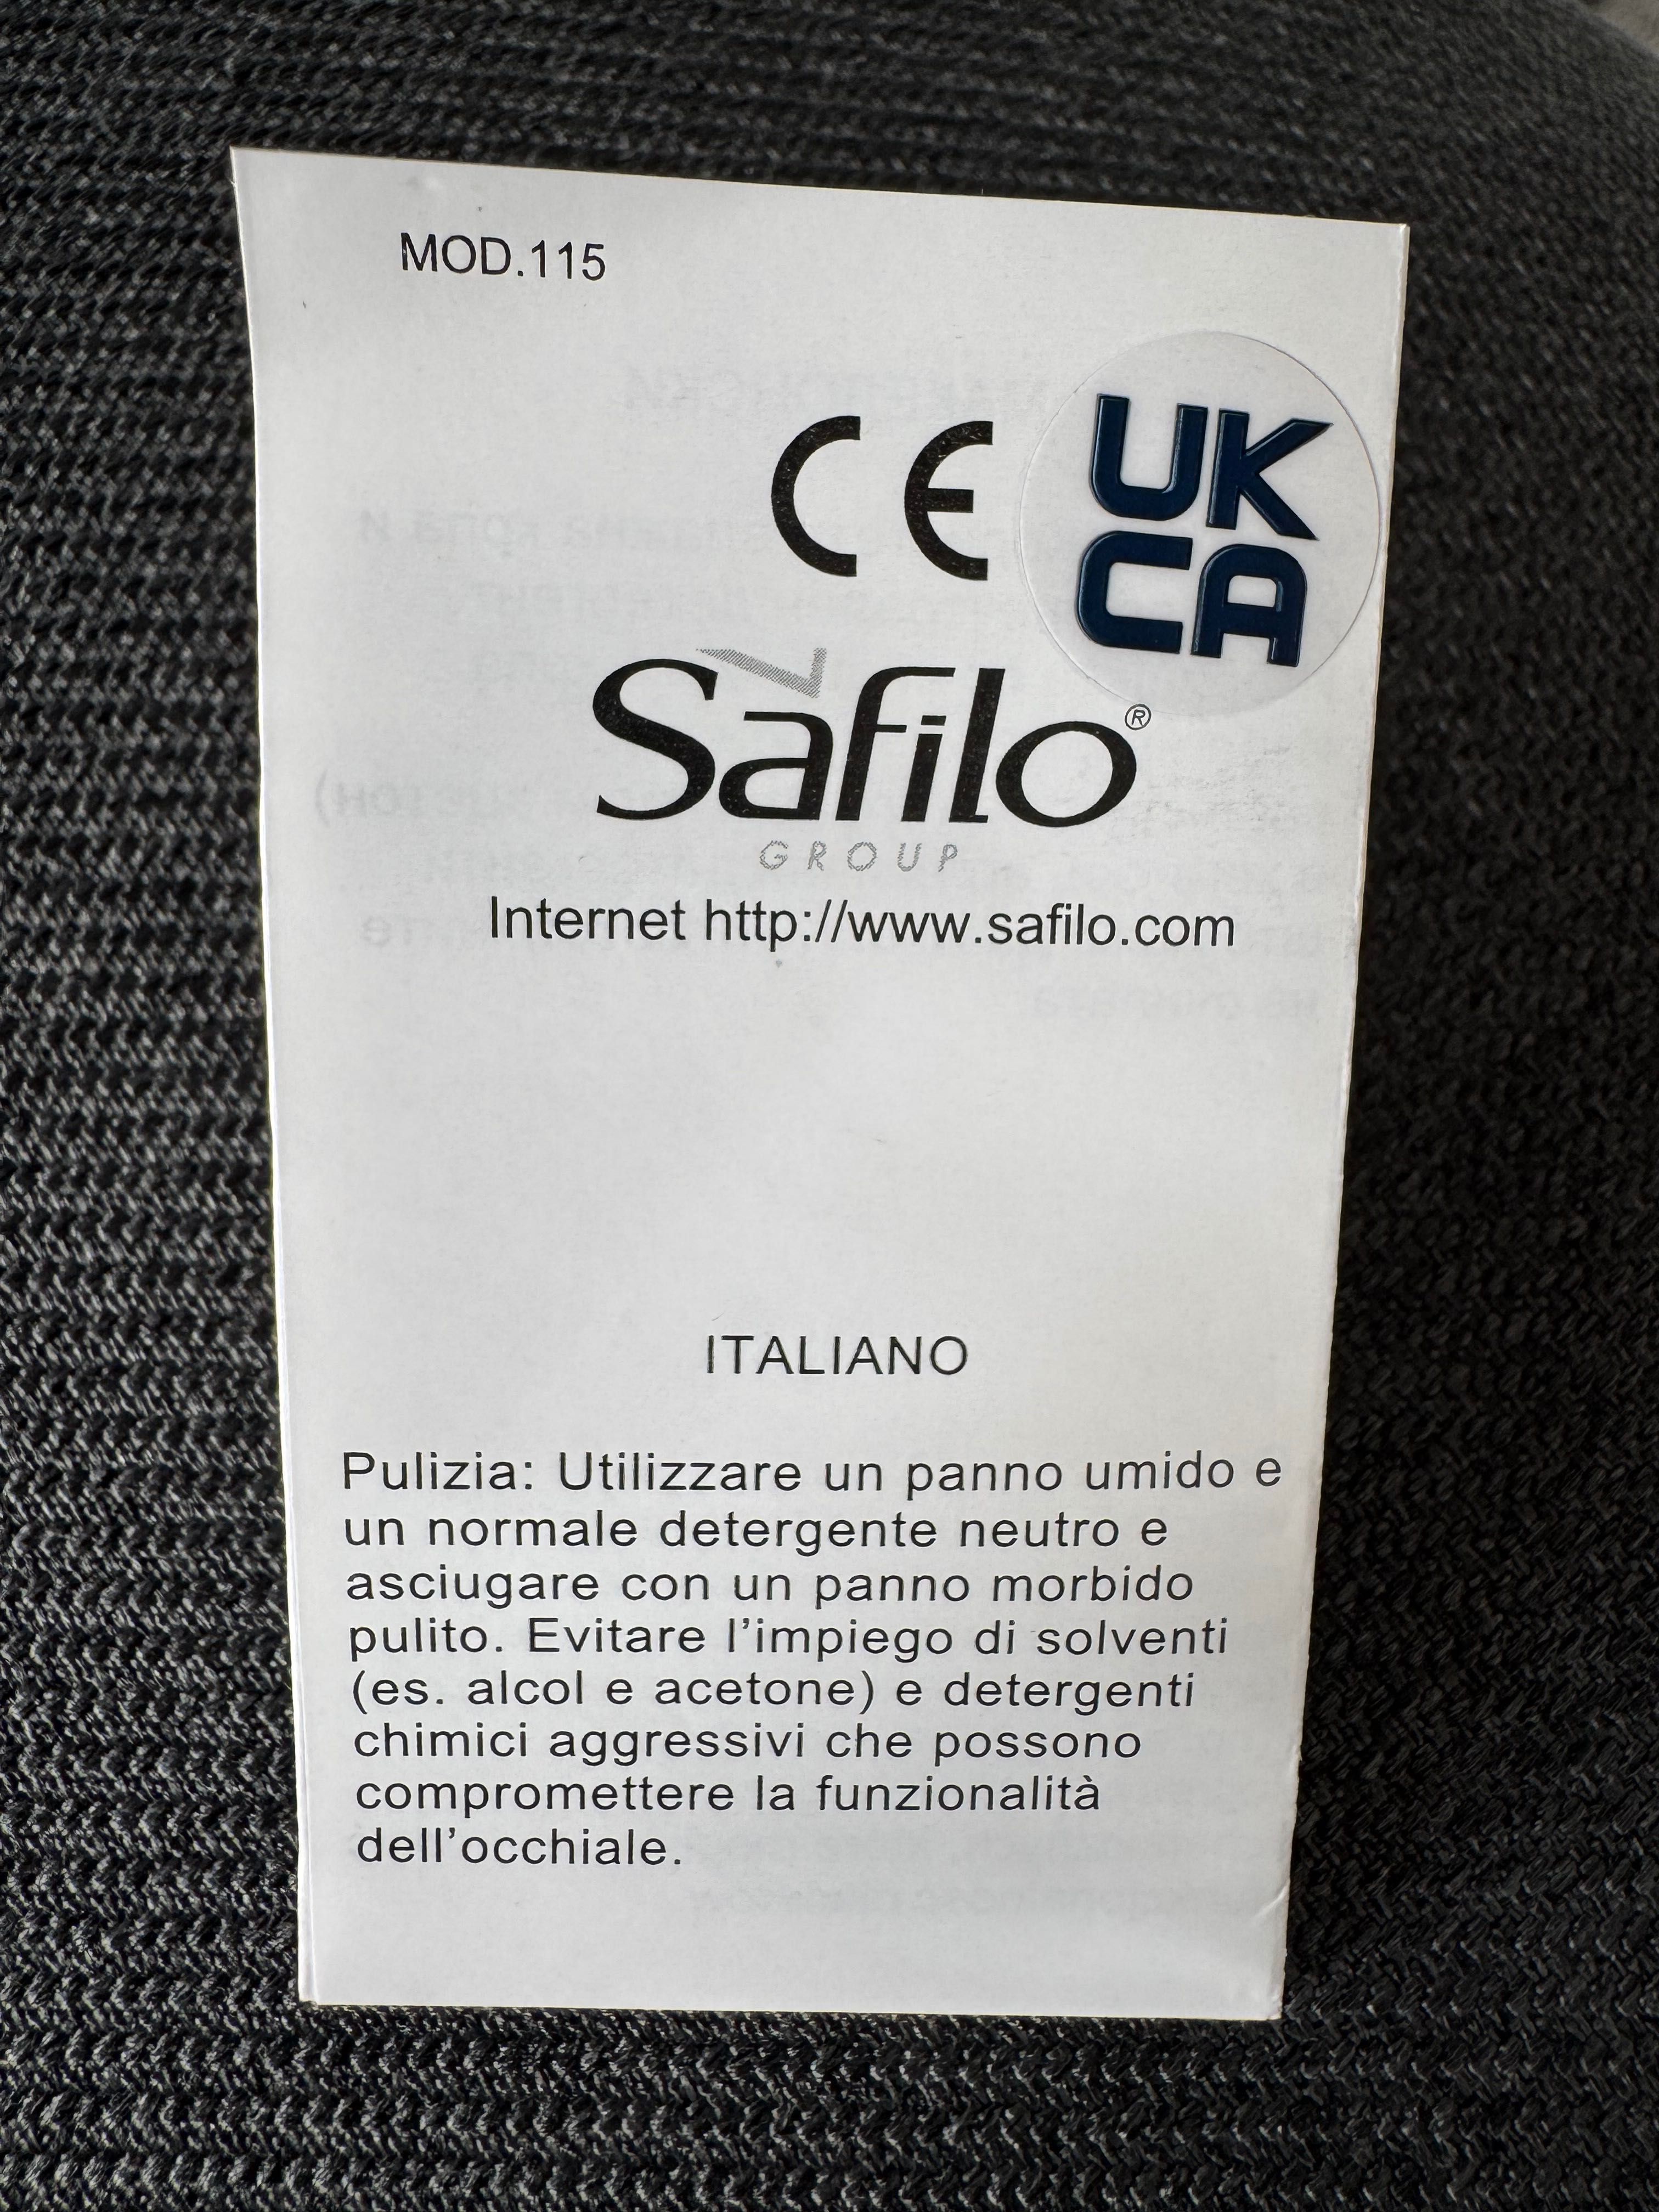 MOD.115
CE
UK
CA
Safilo®
GROUP
Internet http://www.safilo.com
ITALIANO
Pulizia: Utilizzare un panno umido e
un normale detergente neutro e
asciugare con un panno morbido
pulito. Evitare l’impiego di solventi
(es. alcol e acetone) e detergenti
chimici aggressivi che possono
compromettere la funzionalità
dell’occhiale.